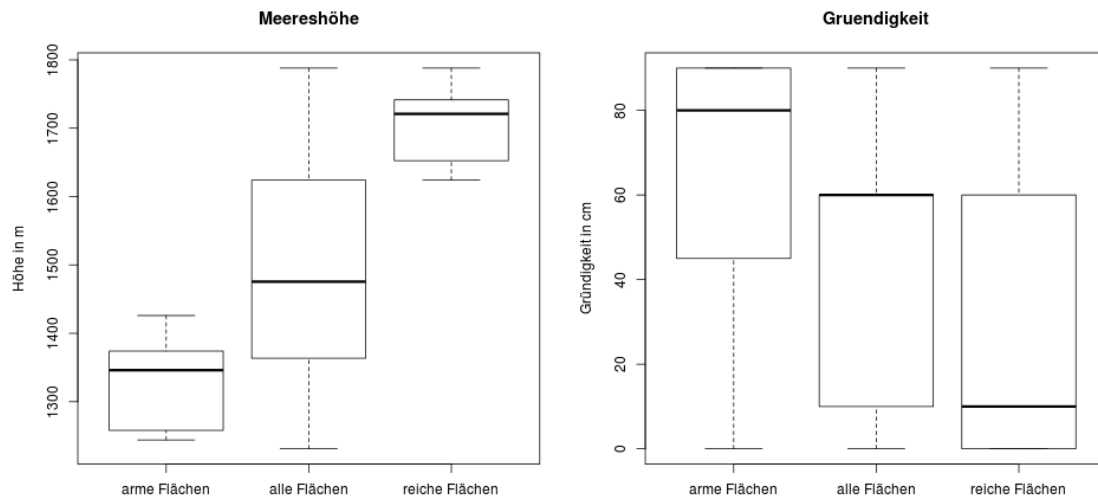 Meereshöhe
Höhe in m
1800
1700
1600
1500
1400
1300
arme Flächen
alle Flächen
reiche Flächen
Gruendigkeit
Gründigkeit in cm
80
60
40
20
0
arme Flächen
alle Flächen
reiche Flächen